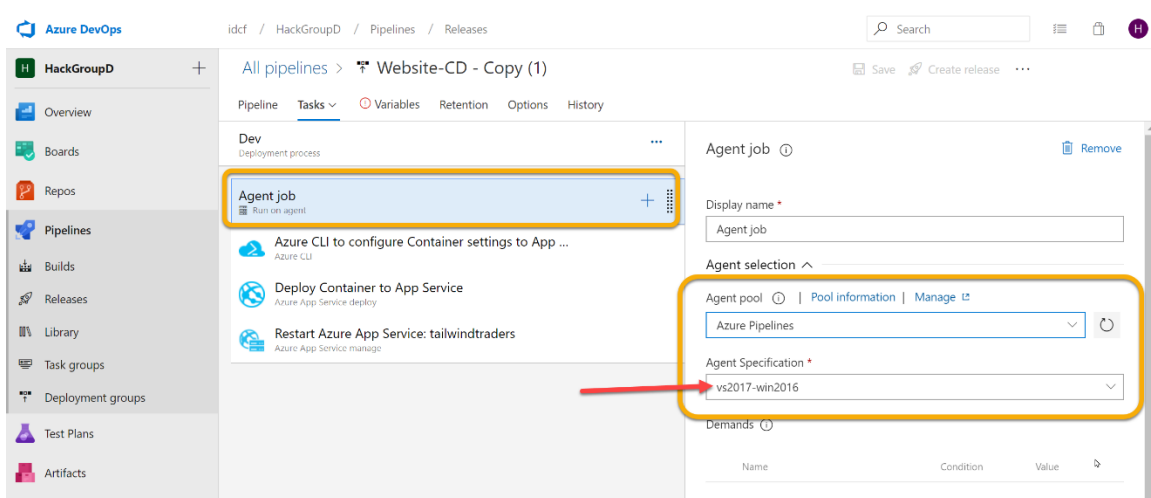 Azure DevOps
idcf / HackGroupD / Pipelines / Releases
Search
H
H HackGroupD
All pipelines > Website-CD - Copy (1)
Save Create release ...
Pipeline Tasks Variables Retention Options History
Overview
Boards
Repos
Pipelines
Builds
Releases
Library
Task groups
Deployment groups
Test Plans
Artifacts
Dev
Deployment process
Agent job
Run on agent
Azure CLI to configure Container settings to App ...
Azure CLI
Deploy Container to App Service
Azure App Service deploy
Restart Azure App Service: tailwindtraders
Azure App Service manage
Agent job
Remove
Display name *
Agent job
Agent selection
Agent pool | Pool information | Manage
Azure Pipelines
Agent Specification *
vs2017-win2016
Demands
Name Condition Value